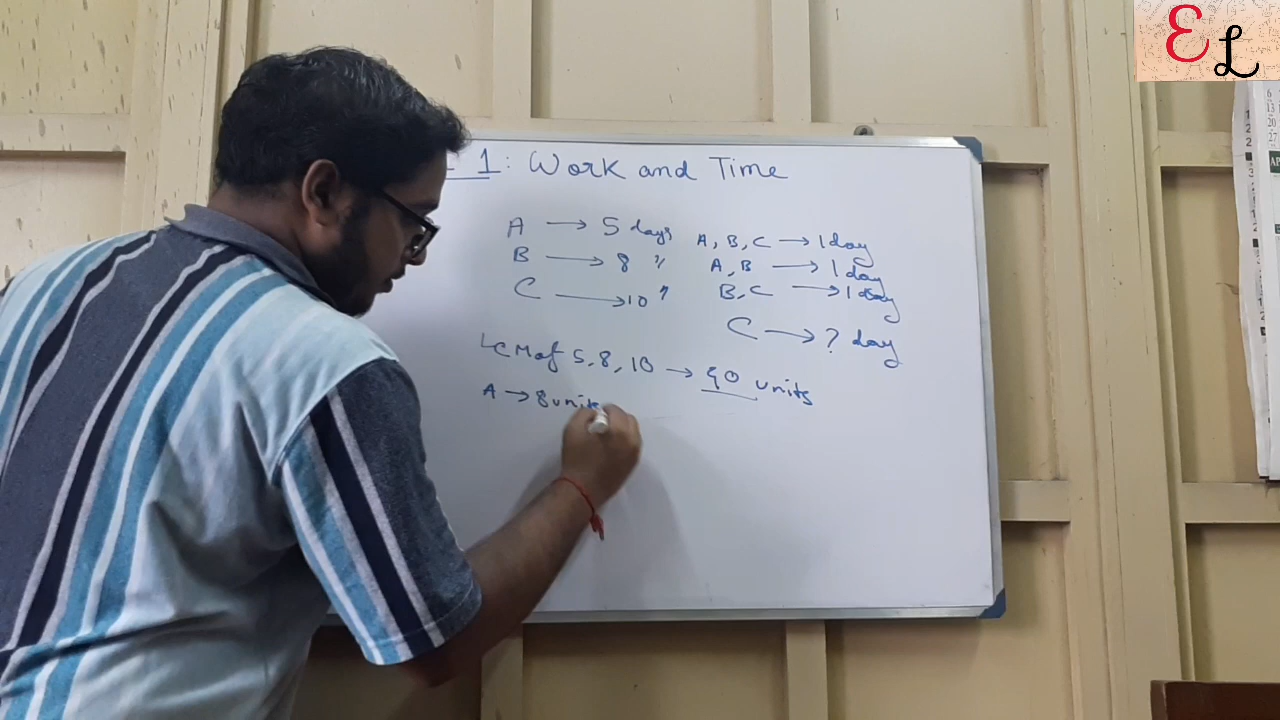 EL
1: Work and Time
A → 5 days
B → 8 "
C → 10 "
A, B, C → 1 day
A, B → 1 day
B, C → 1 day
C → ? day
LCM of 5, 8, 10 → 40 units
A → 8 units